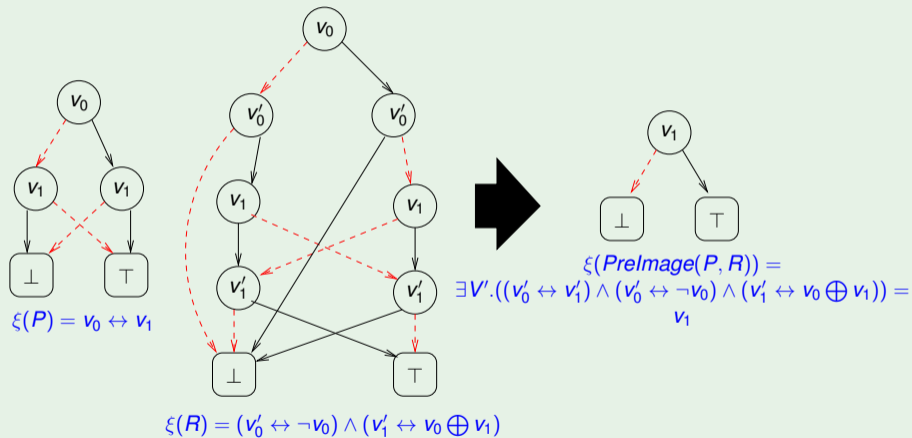 v₀
v₀
v₁ v₁
⊥ ⊤
ξ(P) = v₀ ↔ v₁
v₀
v₀′ v₀′
v₁ v₁
v₁′ v₁′
⊥ ⊤
ξ(R) = (v₀′ ↔ ¬v₀) ∧ (v₁′ ↔ v₀ ⨁ v₁)
v₁
⊥ ⊤
ξ(PreImage(P, R)) =
∃V′.((v₀′ ↔ v₁′) ∧ (v₀′ ↔ ¬v₀) ∧ (v₁′ ↔ v₀ ⨁ v₁)) =
v₁